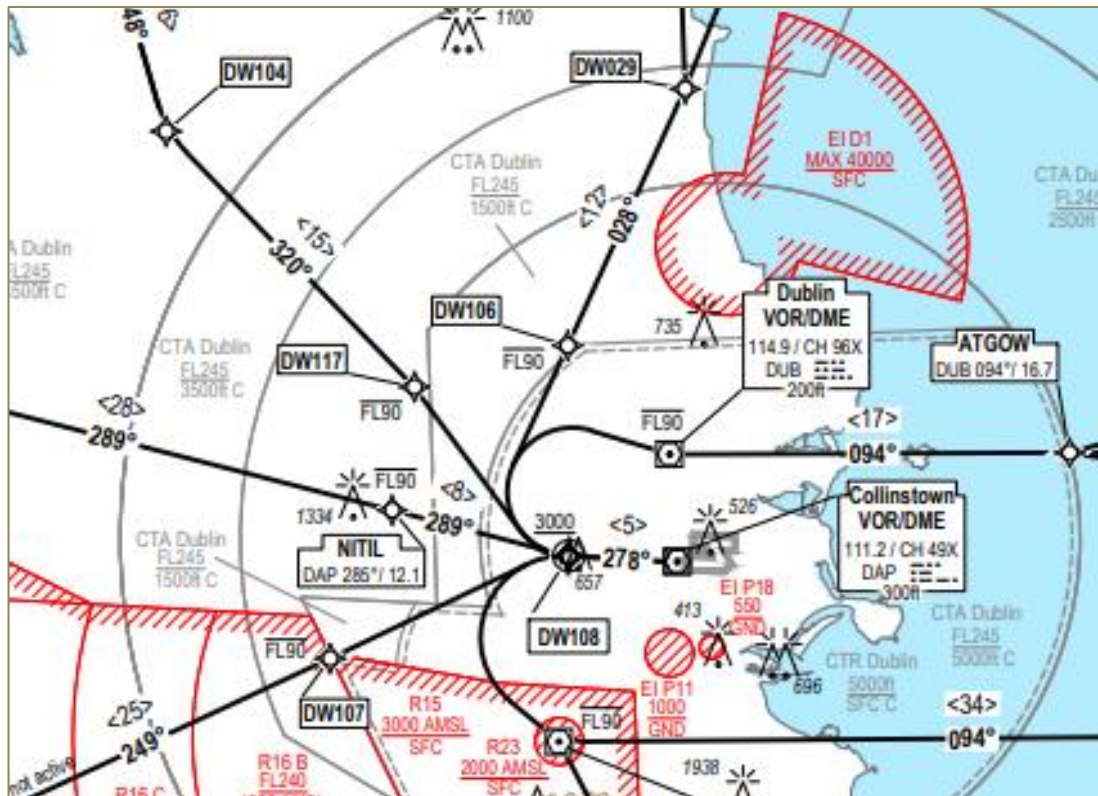 48°
1100
DW104
DW029
EI D1
MAX 40000
SFC
CTA Dublin
FL245
1500ft C
<12>
028°
<15>
320°
CTA Du
FL245
2500ft C
A Dublin
FL245
500ft C
DW106
735
FL90
Dublin
VOR/DME
114.9 / CH 96X
DUB
200ft
ATGOW
DUB 094°/ 16.7
CTA Dublin
FL245
3500ft C
DW117
FL90
<28>
289°
FL90
<17>
094°
1334
FL90
<8>
289°
NITIL
DAP 285°/ 12.1
3000
<5>
278°
526
657
Collinstown
VOR/DME
111.2 / CH 49X
DAP
300ft
CTA Dublin
FL245
1500ft C
DW108
EI P18
550
GND
413
CTA Dublin
FL245
5000ft C
FL90
DW107
CTR Dublin
5000ft
SFC C
696
EI P11
1000
GND
<25>
249°
R15
3000 AMSL
SFC
FL90
<34>
094°
R23
2000 AMSL
SFC
1938
not active
R16 B
FL240
R16 C